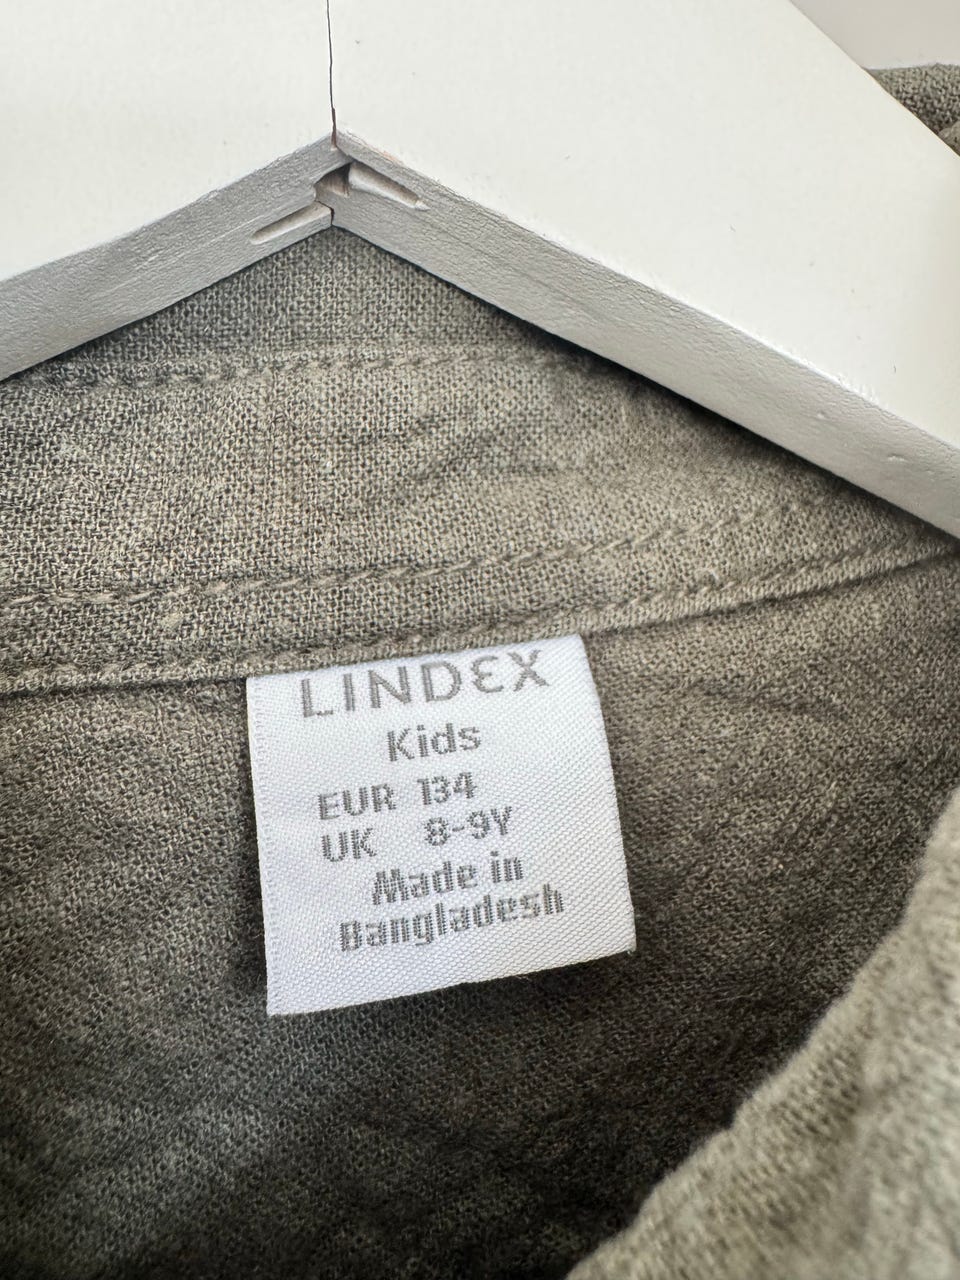 LINDEX
Kids
EUR 134
UK 8-9Y
Made in
Bangladesh